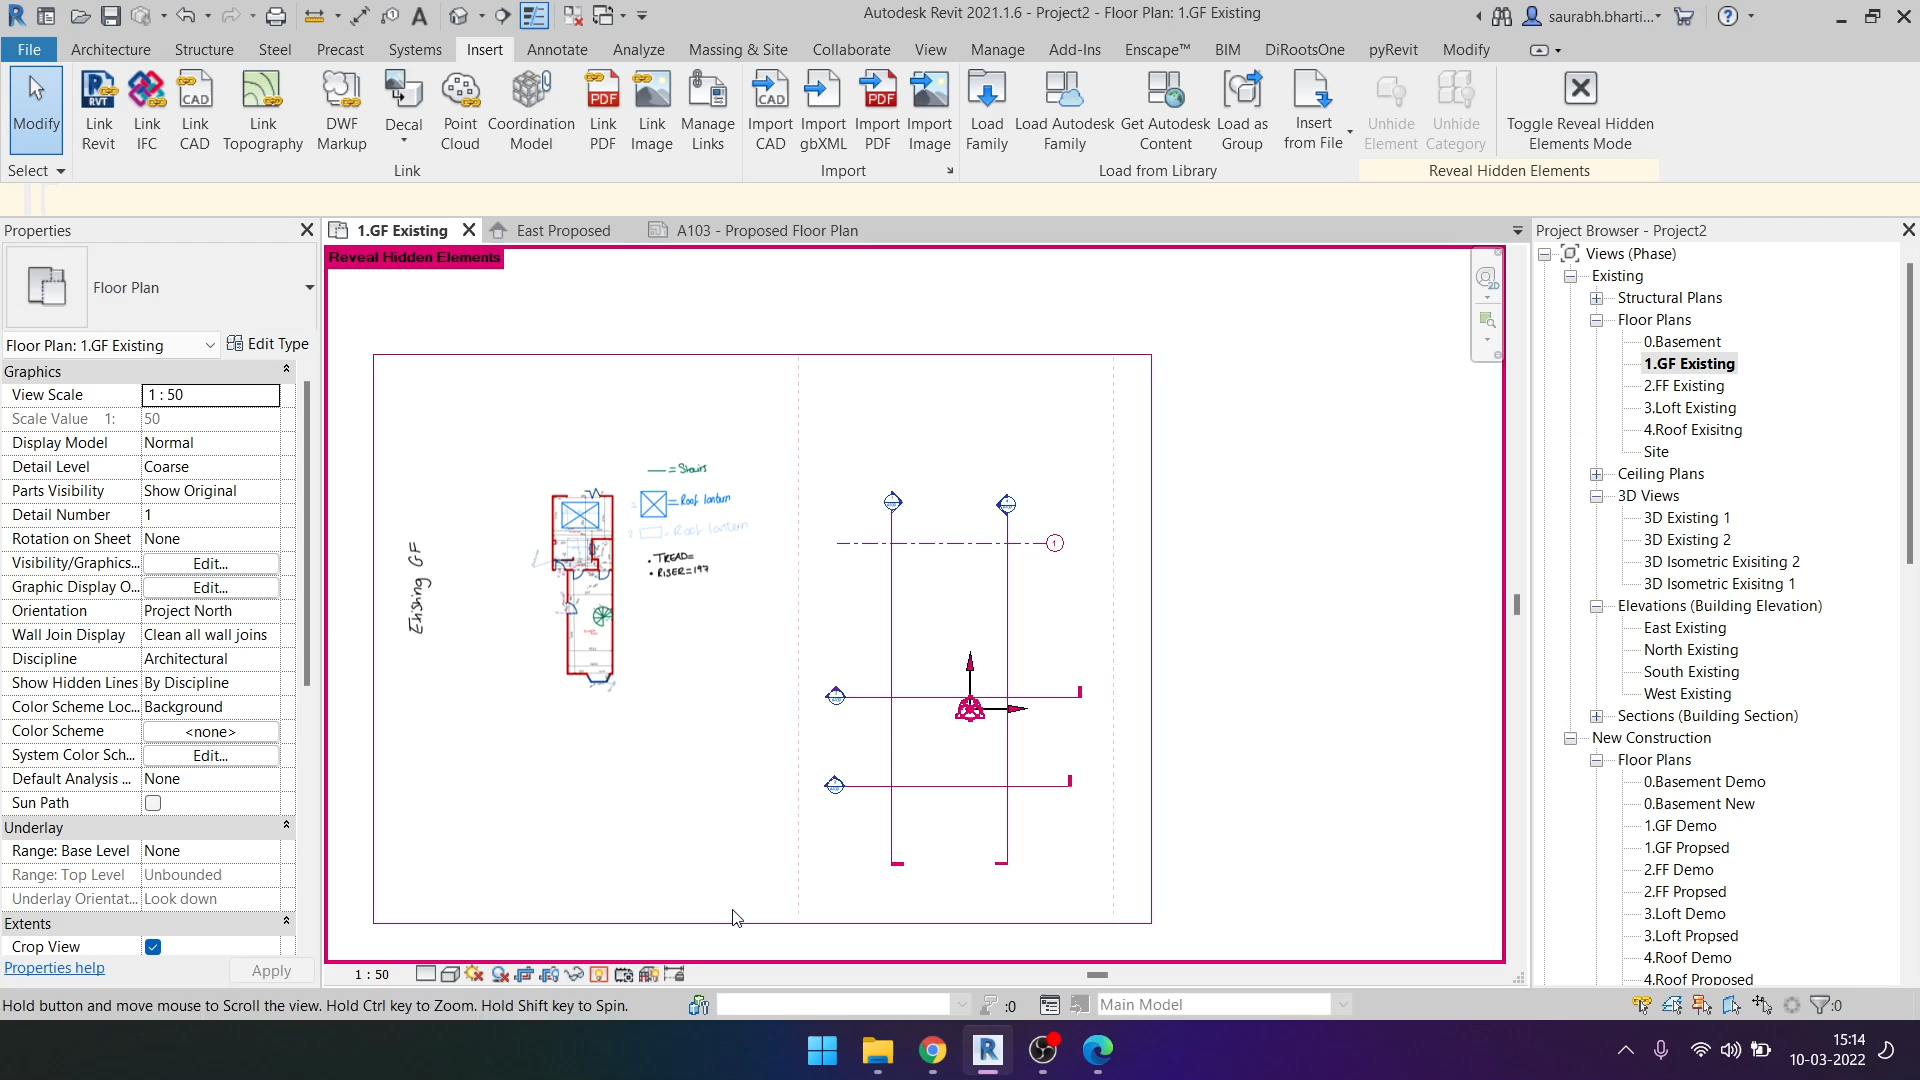 Autodesk Revit 2021.1.6 - Project2 - Floor Plan: 1.GF Existing
saurabh.bharti...
File Architecture Structure Steel Precast Systems Insert Annotate Analyze Massing & Site Collaborate View Manage Add-Ins Enscape™ BIM DiRootsOne pyRevit Modify
Modify
Link Revit
Link IFC
Link CAD
Link Topography
DWF Markup
Decal
Point Cloud
Coordination Model
Link PDF
Link Image
Manage Links
Import CAD
Import gbXML
Import PDF
Import Image
Load Family
Load Autodesk Family
Get Autodesk Content
Load as Group
Insert from File
Unhide Element
Unhide Category
Toggle Reveal Hidden Elements Mode
Select
Link
Import
Load from Library
Reveal Hidden Elements
Properties
Floor Plan
Floor Plan: 1.GF Existing
Edit Type
Graphics
View Scale 1 : 50
Scale Value 1: 50
Display Model Normal
Detail Level Coarse
Parts Visibility Show Original
Detail Number 1
Rotation on Sheet None
Visibility/Graphics... Edit...
Graphic Display O... Edit...
Orientation Project North
Wall Join Display Clean all wall joins
Discipline Architectural
Show Hidden Lines By Discipline
Color Scheme Loc... Background
Color Scheme <none>
System Color Sch... Edit...
Default Analysis ... None
Sun Path
Underlay
Range: Base Level None
Range: Top Level Unbounded
Underlay Orientat... Look down
Extents
Crop View
Properties help
Apply
1.GF Existing
East Proposed
A103 - Proposed Floor Plan
Reveal Hidden Elements
2D
Existing GF
= Stairs
= Roof lantern
= Roof lantern
• TREAD=
• RISER=197
1
1 : 50
Project Browser - Project2
Views (Phase)
Existing
Structural Plans
Floor Plans
0.Basement
1.GF Existing
2.FF Existing
3.Loft Existing
4.Roof Exisitng
Site
Ceiling Plans
3D Views
3D Existing 1
3D Existing 2
3D Isometric Exisiting 2
3D Isometric Exisitng 1
Elevations (Building Elevation)
East Existing
North Existing
South Existing
West Existing
Sections (Building Section)
New Construction
Floor Plans
0.Basement Demo
0.Basement New
1.GF Demo
1.GF Propsed
2.FF Demo
2.FF Propsed
3.Loft Demo
3.Loft Propsed
4.Roof Demo
4.Roof Proposed
Hold button and move mouse to Scroll the view. Hold Ctrl key to Zoom. Hold Shift key to Spin.
:0
Main Model
:0
15:14
10-03-2022